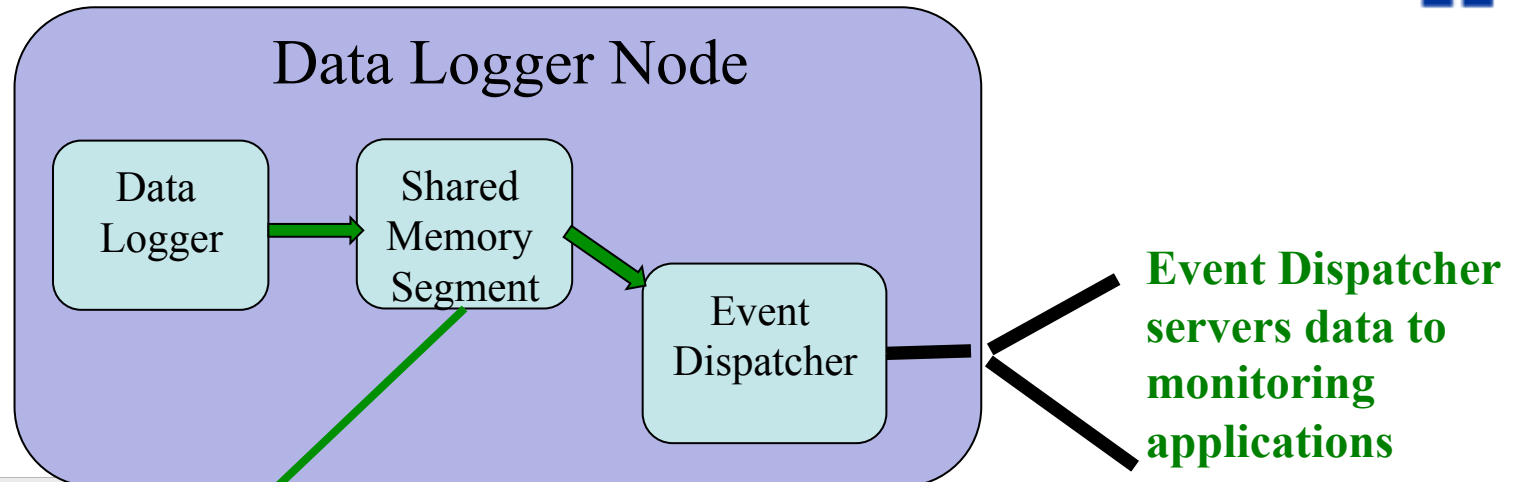 Data Logger Node
Data
Logger
Shared
Memory
Segment
Event
Dispatcher
Event Dispatcher
servers data to
monitoring
applications